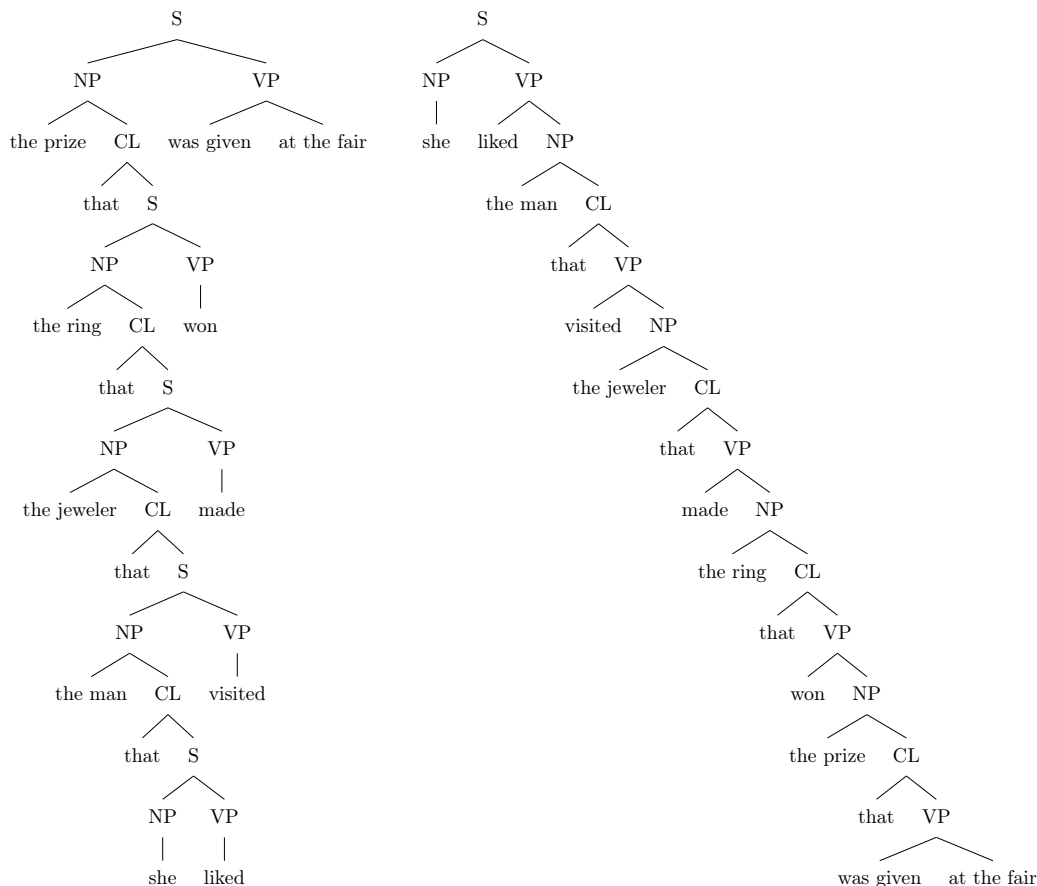 S S
NP VP NP VP
the prize CL was given at the fair she liked NP
that S the man CL
NP VP that VP
the ring CL won visited NP
that S the jeweler CL
NP VP that VP
the jeweler CL made made NP
that S the ring CL
NP VP that VP
the man CL visited won NP
that S the prize CL
NP VP that VP
she liked was given at the fair